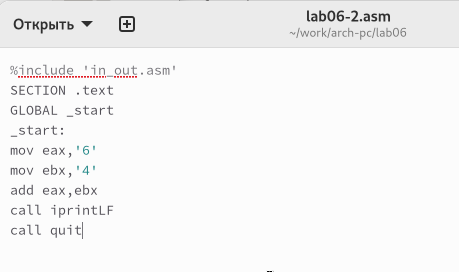 Открыть
lab06-2.asm
~/work/arch-pc/lab06
%include 'in_out.asm'
SECTION .text
GLOBAL _start
_start:
mov eax,'6'
mov ebx,'4'
add eax,ebx
call iprintLF
call quit